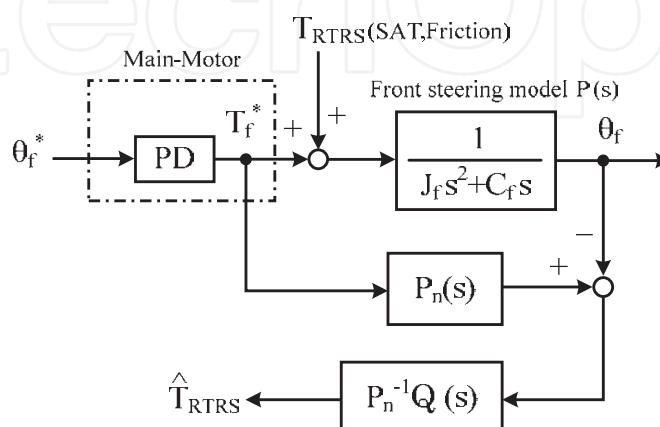 T_RTRS(SAT,Friction)
Main-Motor
Front steering model P(s)
θ_f^*
PD
T_f^*
+
+
1
J_f s^2+C_f s
θ_f
−
P_n(s)
+
T̂_RTRS
P_n^-1 Q (s)